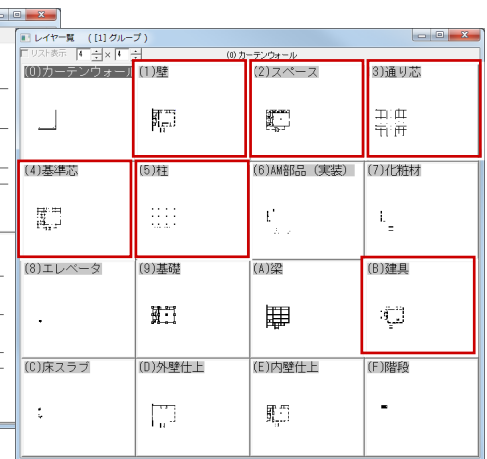 レイヤ一覧 ([1]グループ)
リスト表示 4 × 4 (0)カーテンウォール
(0)カーテンウォール (1)壁 (2)スペース 3)通り芯
(4)基準芯 (5)柱 (6)AM部品 (実装) (7)化粧材
(8)エレベータ (9)基礎 (A)梁 (B)建具
(C)床スラブ (D)外壁仕上 (E)内壁仕上 (F)階段